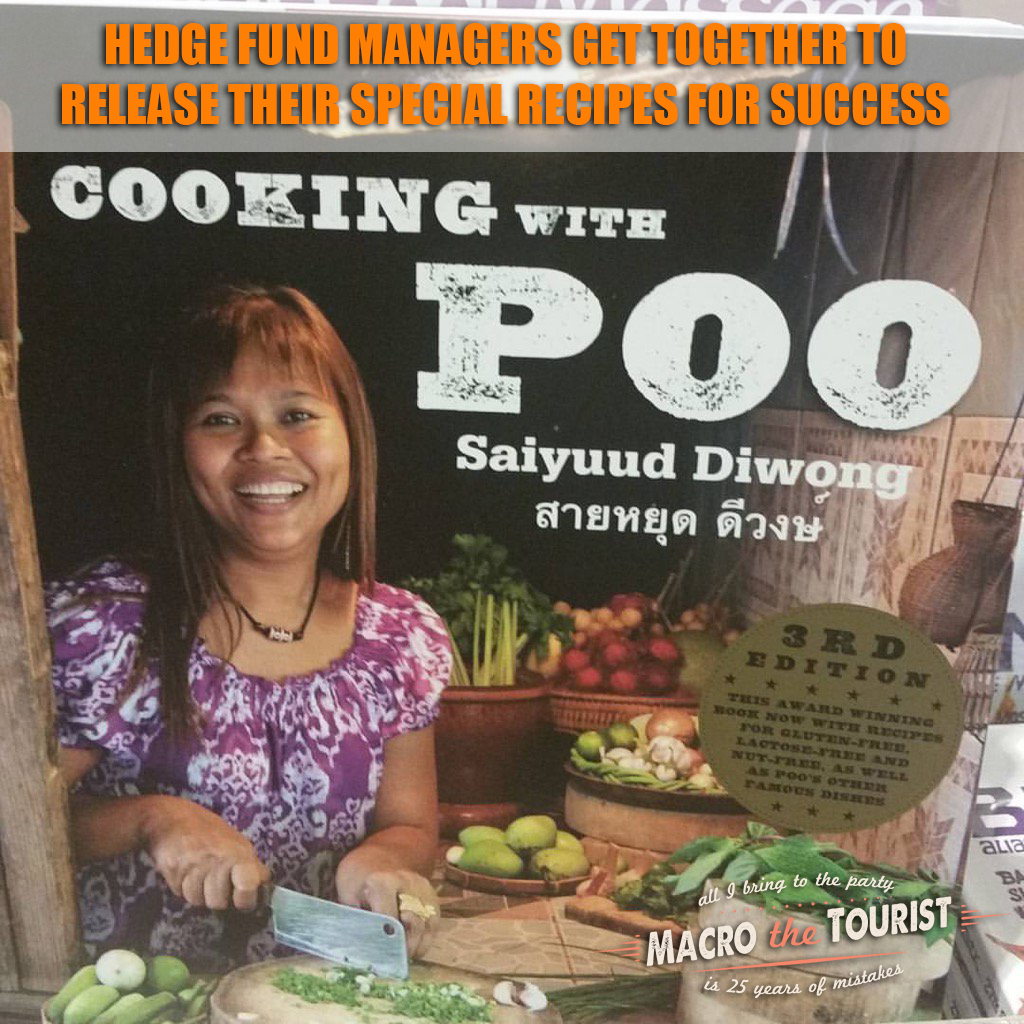 HEDGE FUND MANAGERS GET TOGETHER TO
RELEASE THEIR SPECIAL RECIPES FOR SUCCESS
COOKING WITH
POO
Saiyuud Diwong
สายหยุด ดีวงษ์
3RD
EDITION
THIS AWARD WINNING
BOOK NOW WITH RECIPES
FOR GLUTEN-FREE,
LACTOSE-FREE AND
NUT-FREE, AS WELL
AS POO'S OTHER
FAMOUS DISHES
all I bring to the party
MACRO the TOURIST
is 25 years of mistakes